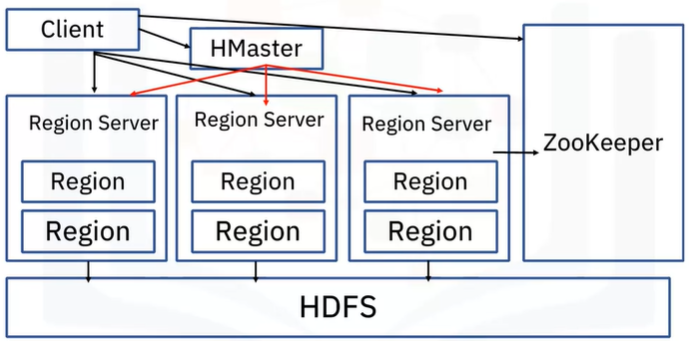 Client
HMaster
Region Server
Region Server
Region Server
ZooKeeper
Region
Region
Region
Region
Region
Region
HDFS